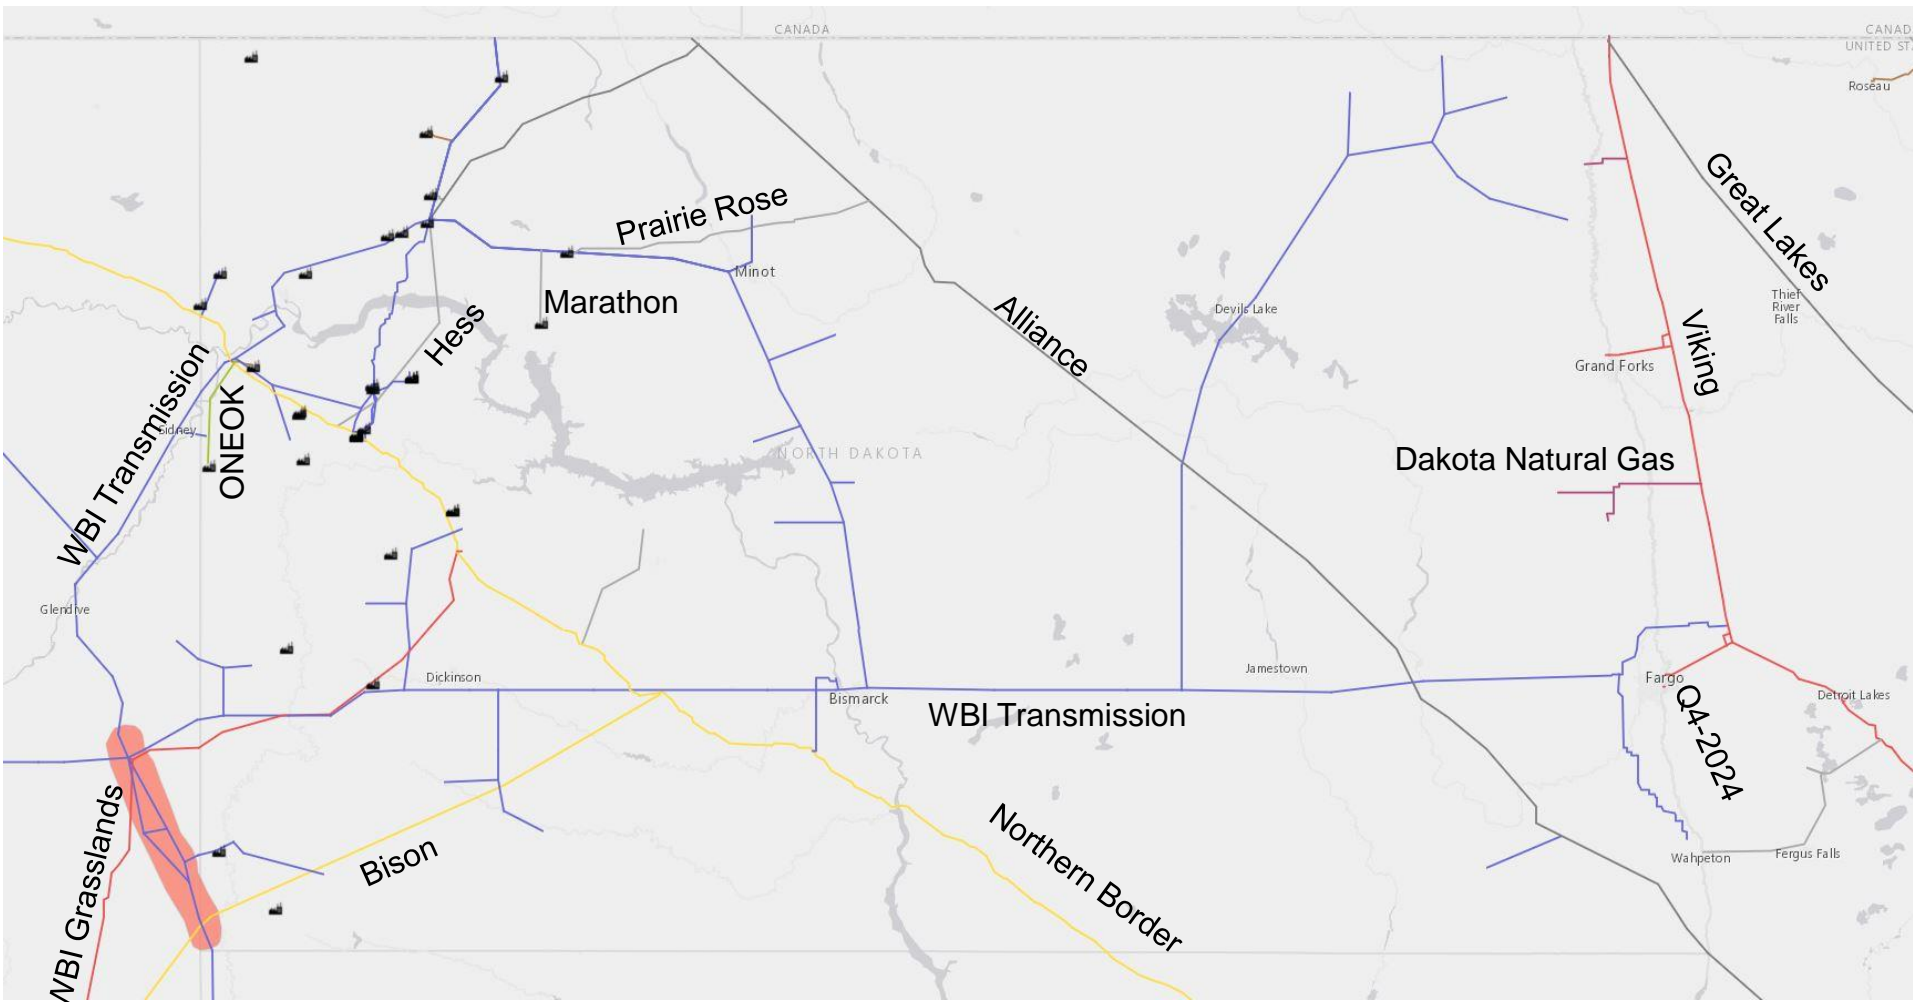 CANADA
CANAD
UNITED ST
Roseau
Prairie Rose
Great Lakes
Minot
Marathon
Hess
Alliance
Devils Lake
Thief
River
Falls
Viking
Grand Forks
WBI Transmission
Sidney
ONEOK
NORTH DAKOTA
Dakota Natural Gas
Glendive
Dickinson
Bismarck
WBI Transmission
Jamestown
Fargo
Detroit Lakes
Q4-2024
WBI Grasslands
Bison
Northern Border
Wahpeton
Fergus Falls